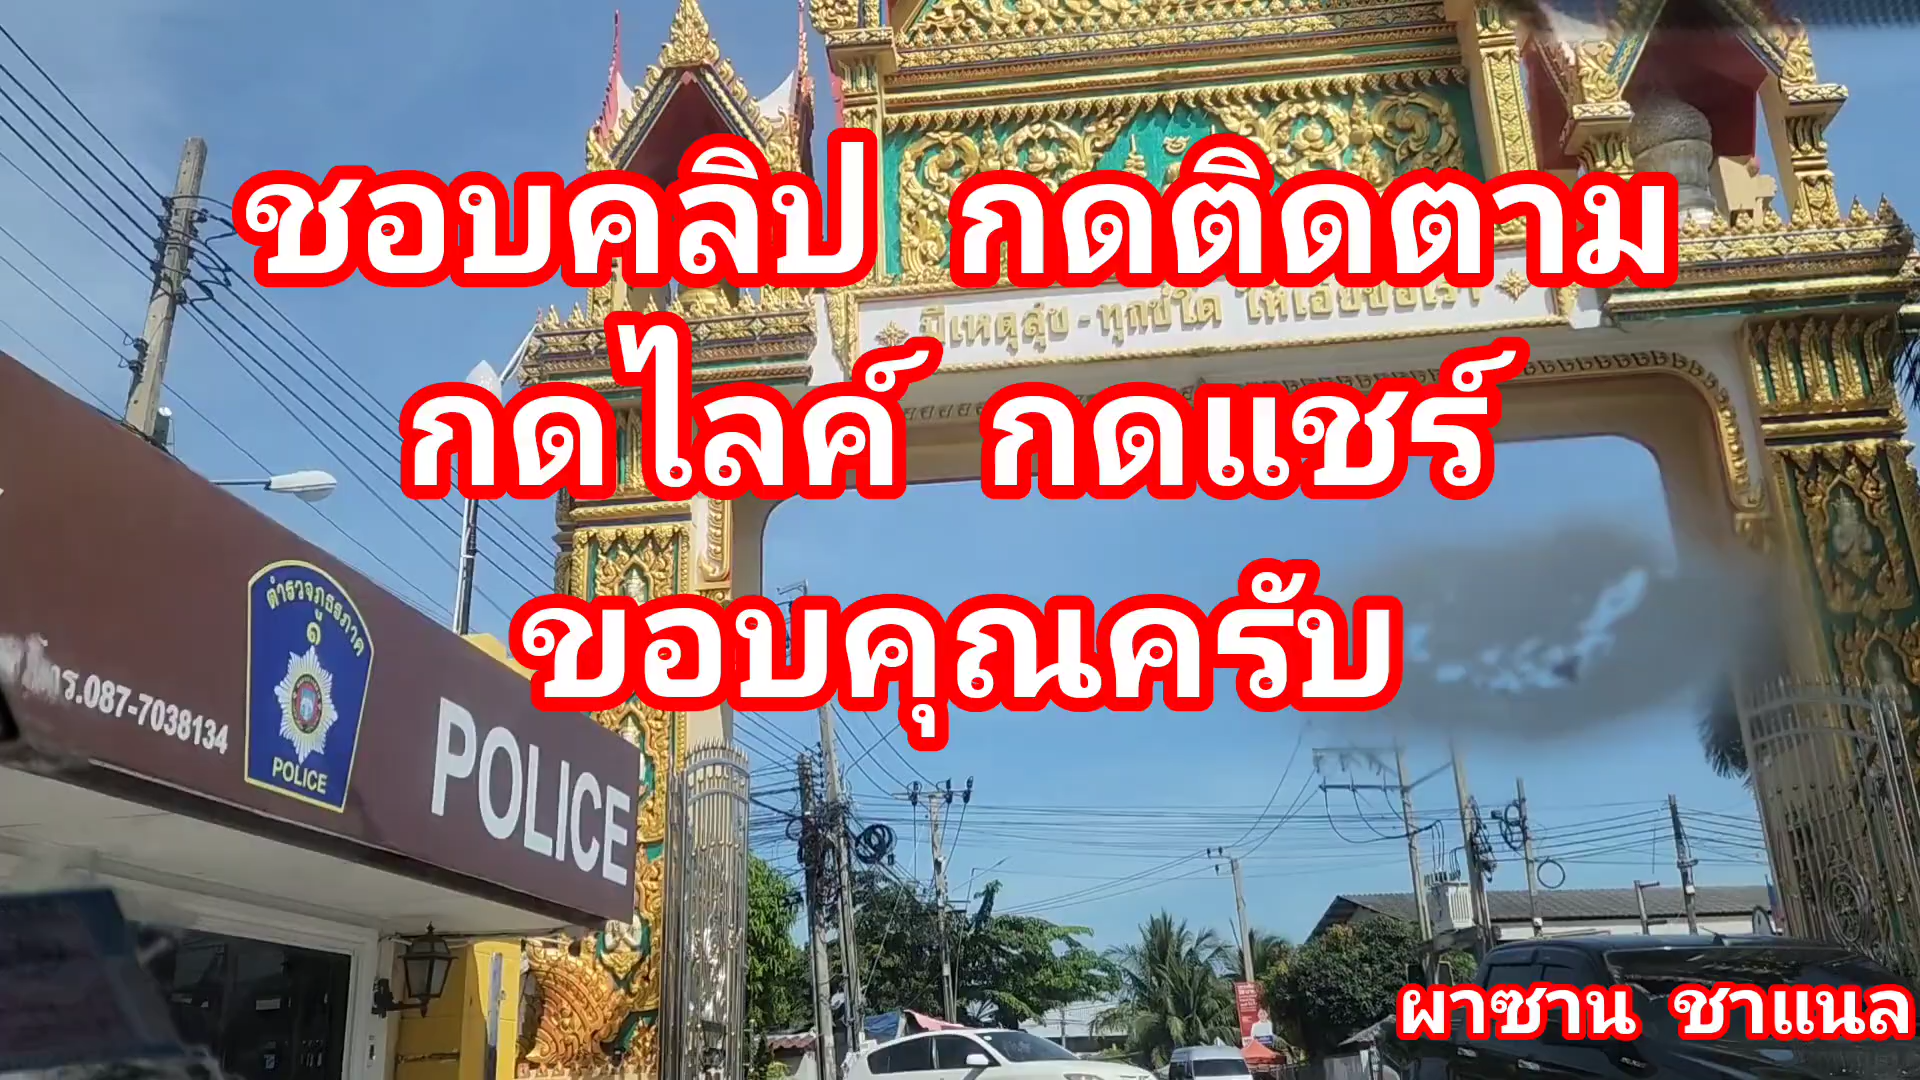 ชอบคลิป กดติดตาม
มีเหตุสุข - ทุกข์ใด ให้เอ่ยชื่อเรา
กดไลค์ กดแชร์
ขอบคุณครับ
ตำรวจภูธรภาค
๑
POLICE
โทร.087-7038134
POLICE
ผาซาน ชาแนล